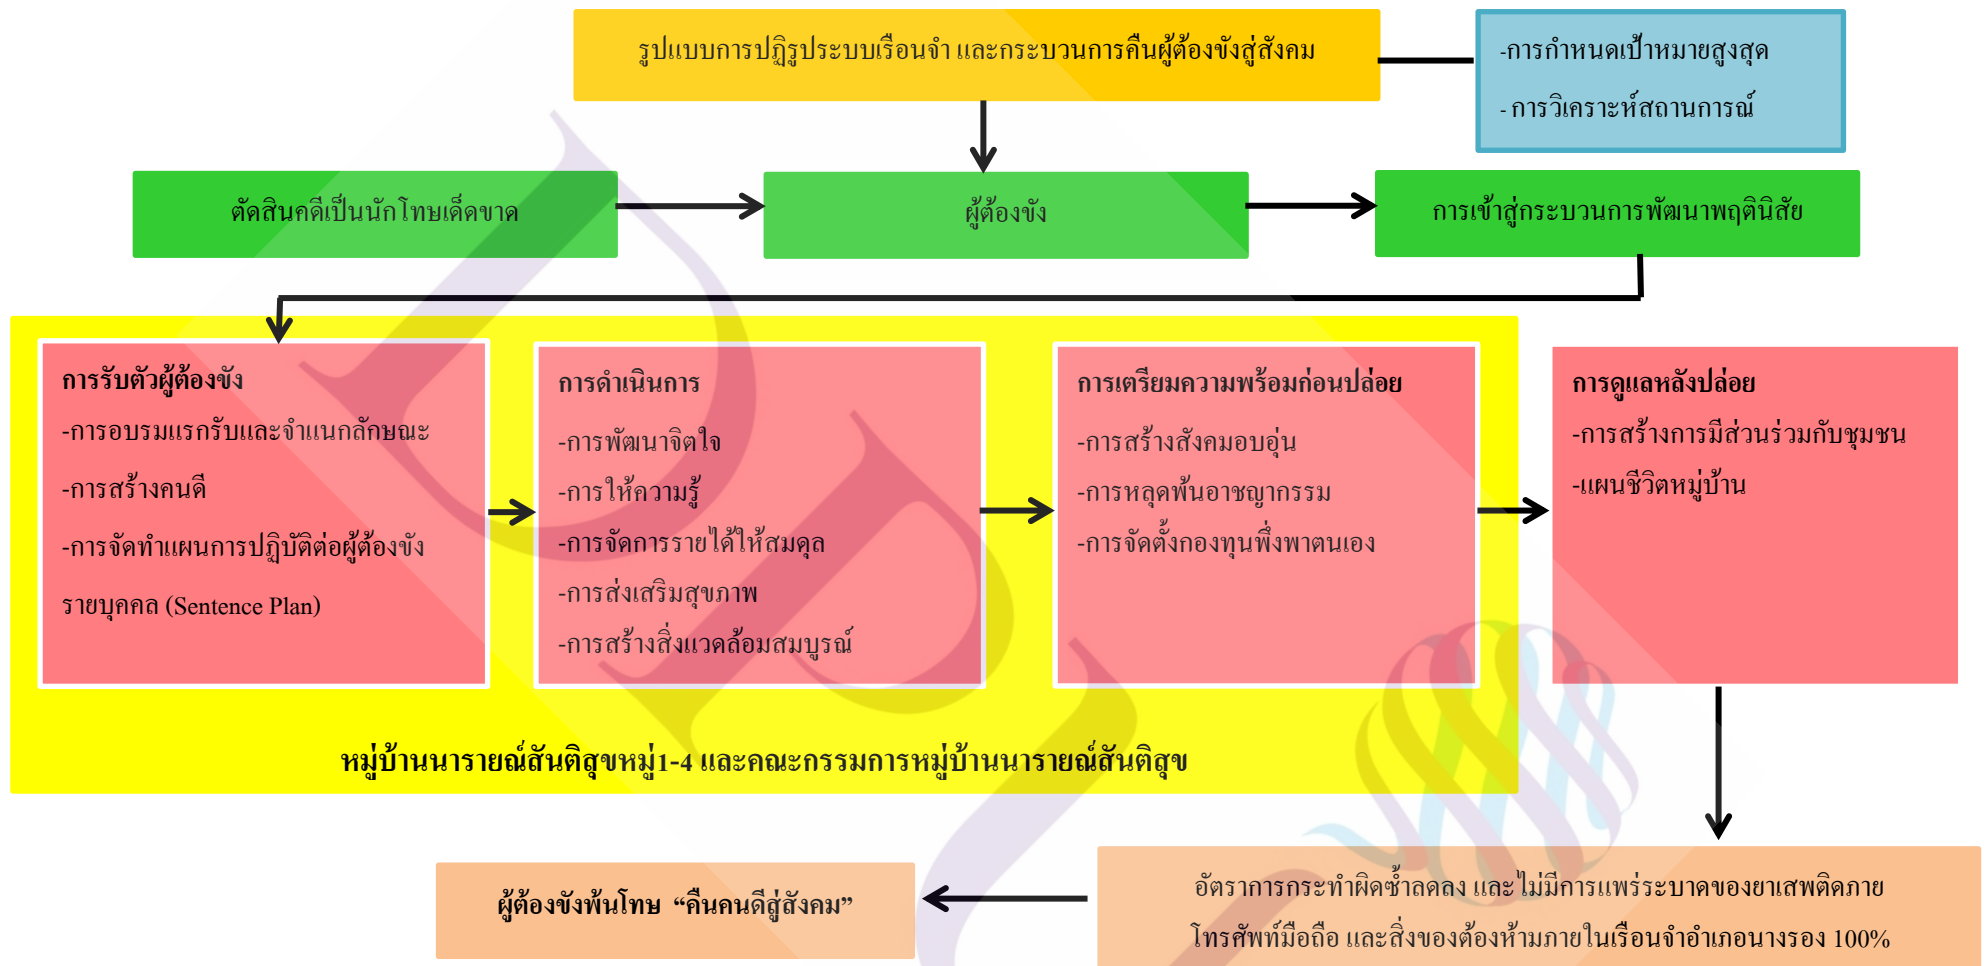 รูปแบบการปฏิรูประบบเรือนจำ และกระบวนการคืนผู้ต้องขังสู่สังคม
-การกำหนดเป้าหมายสูงสุด
- การวิเคราะห์สถานการณ์
ตัดสินคดีเป็นนักโทษเด็ดขาด
ผู้ต้องขัง
การเข้าสู่กระบวนการพัฒนาพฤตินิสัย
การรับตัวผู้ต้องขัง
-การอบรมแรกรับและจำแนกลักษณะ
-การสร้างคนดี
-การจัดทำแผนการปฏิบัติต่อผู้ต้องขัง
รายบุคคล (Sentence Plan)
การดำเนินการ
-การพัฒนาจิตใจ
-การให้ความรู้
-การจัดการรายได้ให้สมดุล
-การส่งเสริมสุขภาพ
-การสร้างสิ่งแวดล้อมสมบูรณ์
การเตรียมความพร้อมก่อนปล่อย
-การสร้างสังคมอบอุ่น
-การหลุดพ้นอาชญากรรม
-การจัดตั้งกองทุนพึ่งพาตนเอง
การดูแลหลังปล่อย
-การสร้างการมีส่วนร่วมกับชุมชน
-แผนชีวิตหมู่บ้าน
หมู่บ้านนารายณ์สันติสุขหมู่1-4 และคณะกรรมการหมู่บ้านนารายณ์สันติสุข
อัตราการกระทำผิดซ้ำลดลง และไม่มีการแพร่ระบาดของยาเสพติดภาย
โทรศัพท์มือถือ และสิ่งของต้องห้ามภายในเรือนจำอำเภอนางรอง 100%
ผู้ต้องขังพ้นโทษ “คืนคนดีสู่สังคม”